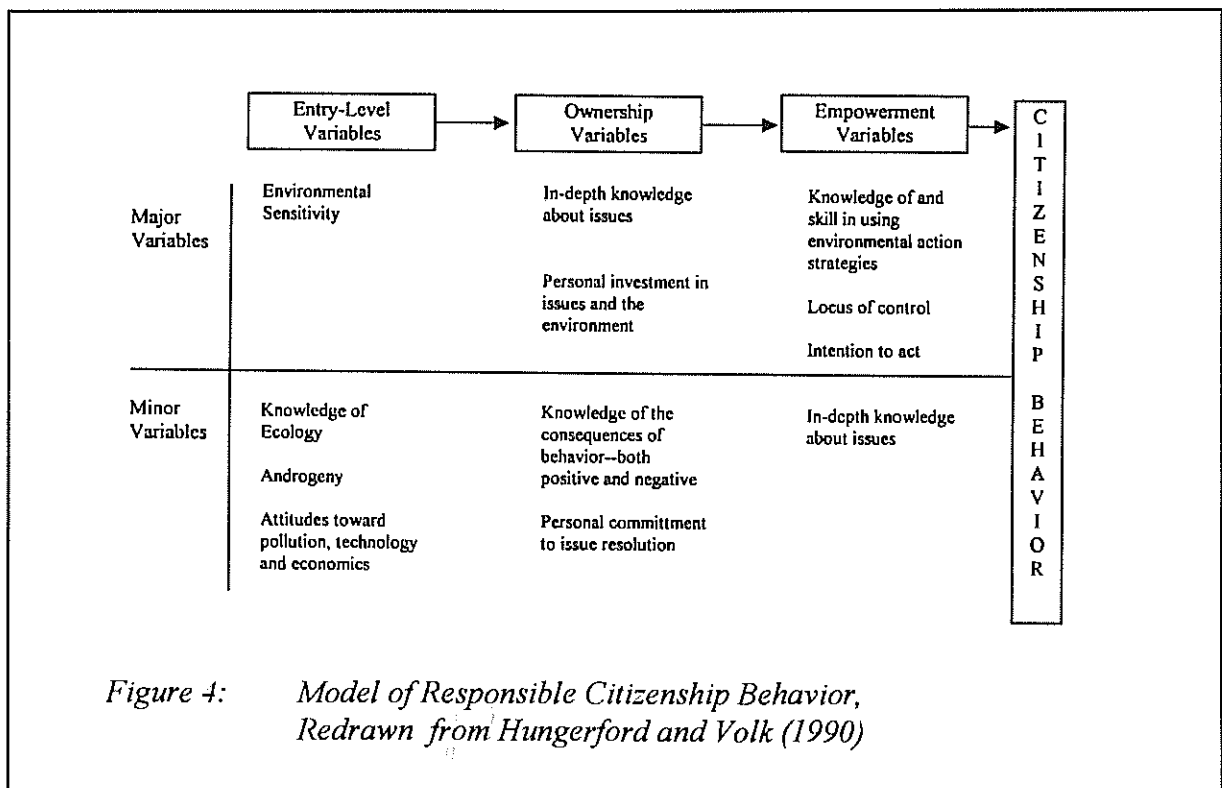 Entry-Level
Variables
Ownership
Variables
Empowerment
Variables
CITIZENSHIP BEHAVIOR
Major
Variables
Environmental
Sensitivity
In-depth knowledge
about issues
Personal investment in
issues and the
environment
Knowledge of and
skill in using
environmental action
strategies
Locus of control
Intention to act
Minor
Variables
Knowledge of
Ecology
Androgeny
Attitudes toward
pollution, technology
and economics
Knowledge of the
consequences of
behavior--both
positive and negative
Personal committment
to issue resolution
In-depth knowledge
about issues
Figure 4: Model of Responsible Citizenship Behavior,
Redrawn from Hungerford and Volk (1990)